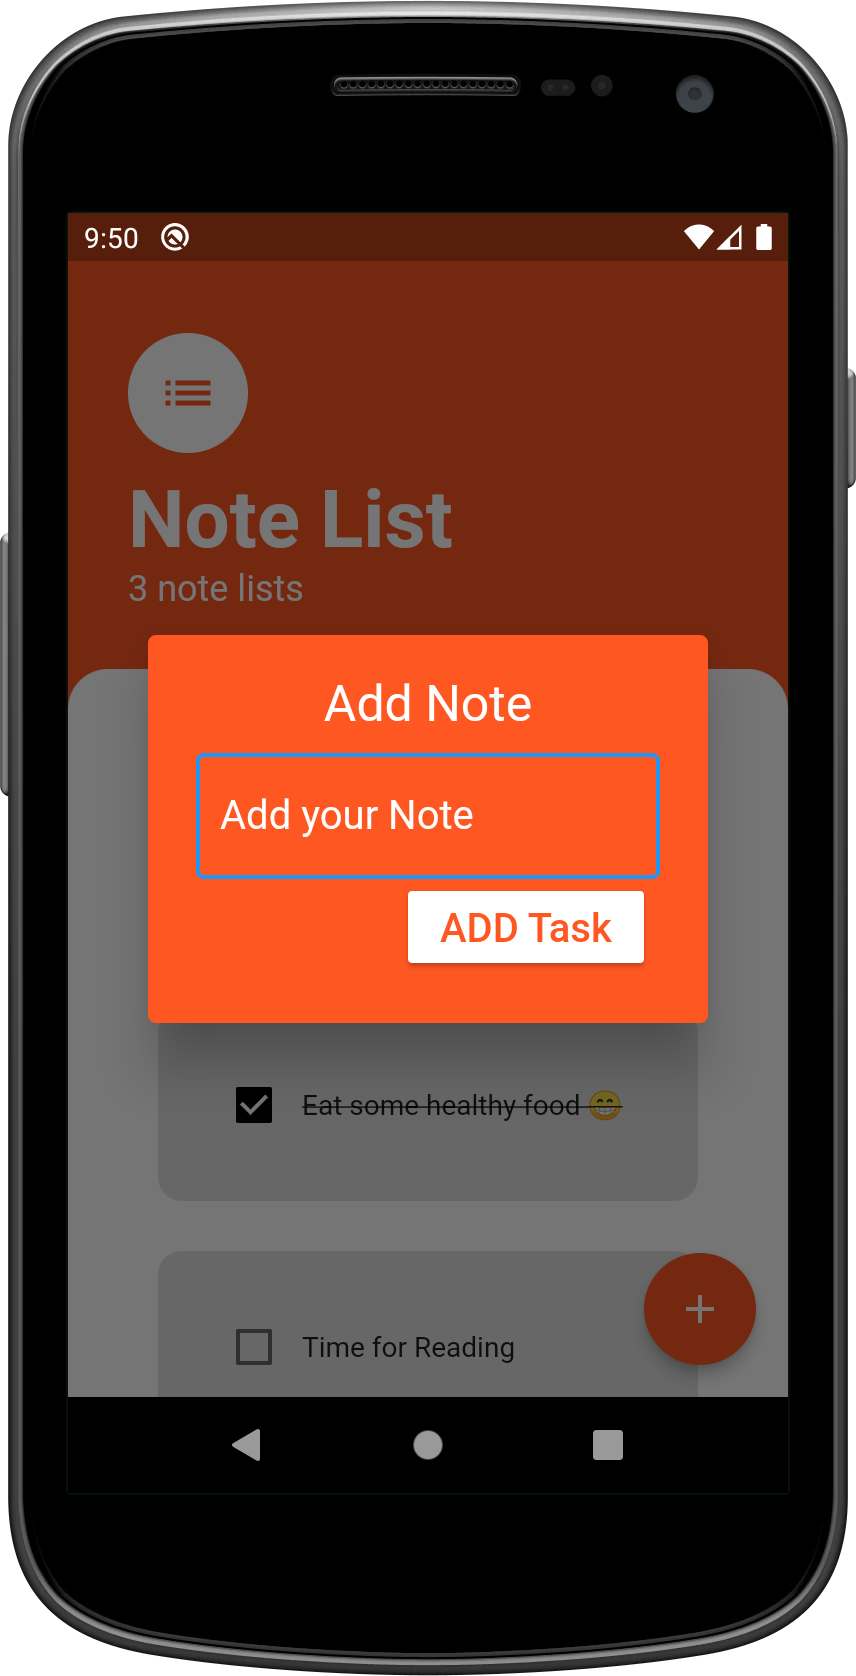 9:50
Note List
3 note lists
Add Note
Add your Note
ADD Task
Eat some healthy food 😁
Time for Reading